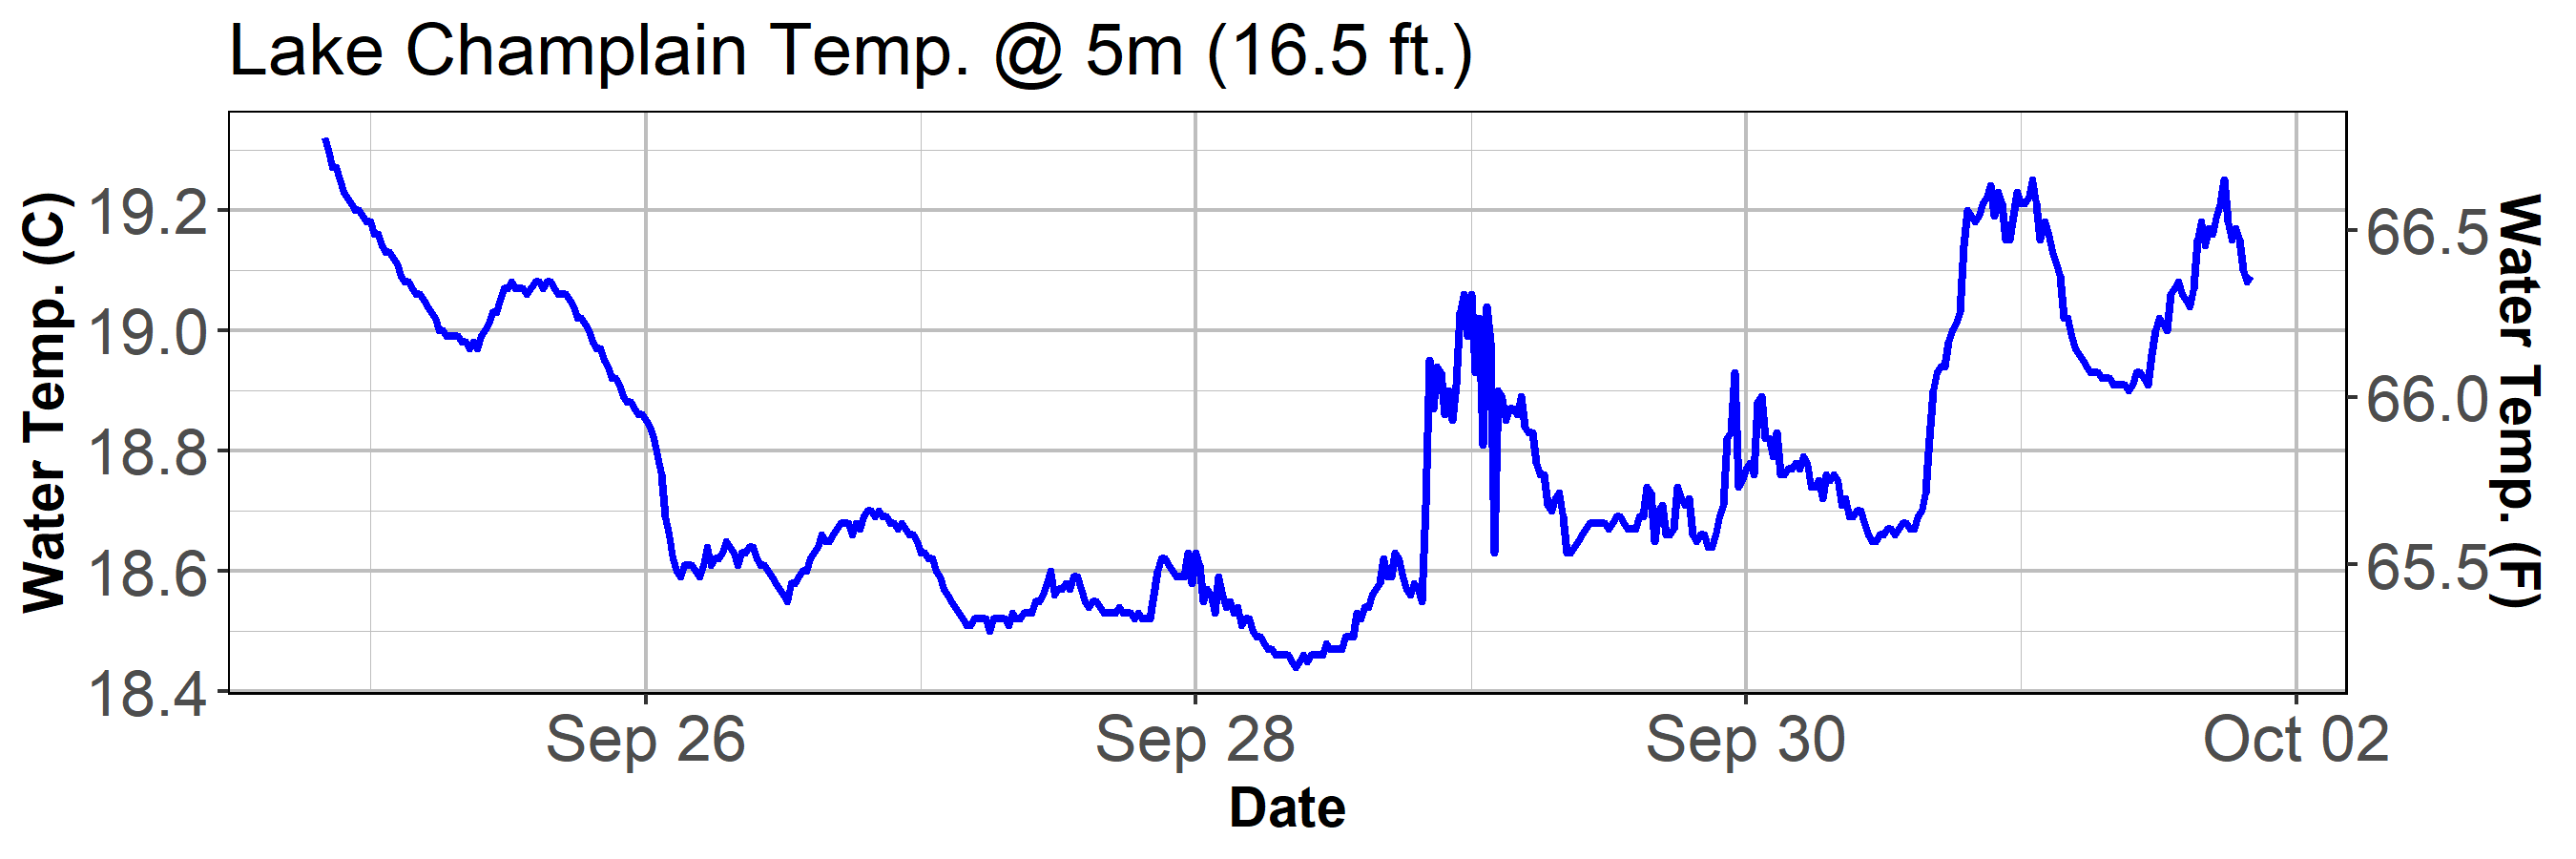 Lake Champlain Temp. @ 5m (16.5 ft.)
Water Temp. (C)
19.2
19.0
18.8
18.6
18.4
66.5
66.0
65.5
Water Temp. (F)
Sep 26
Sep 28
Sep 30
Oct 02
Date